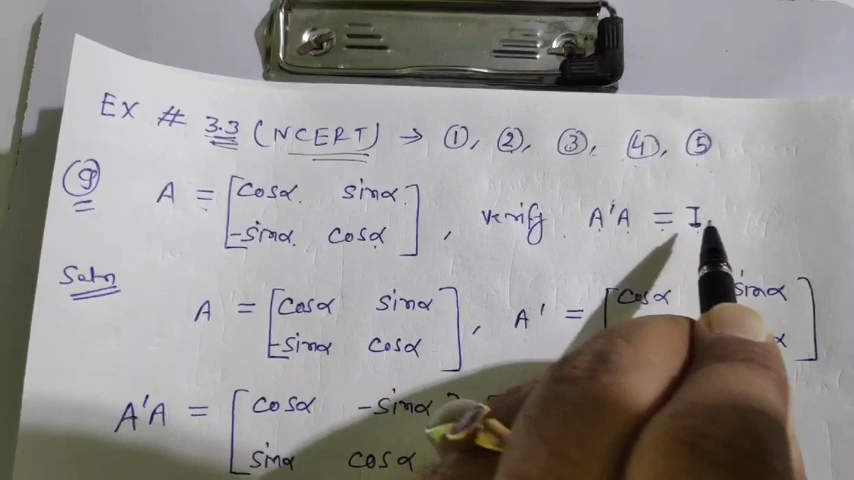 EX # 3.3 (NCERT) → ①, ②, ③, ④, ⑤
Q A = [cosα sinα
-sinα cosα] , verify A'A = I
Soln
A = [cosα sinα
-sinα cosα] , A' = [cosα sinα
A'A = [cosα -sinα
sinα cosα